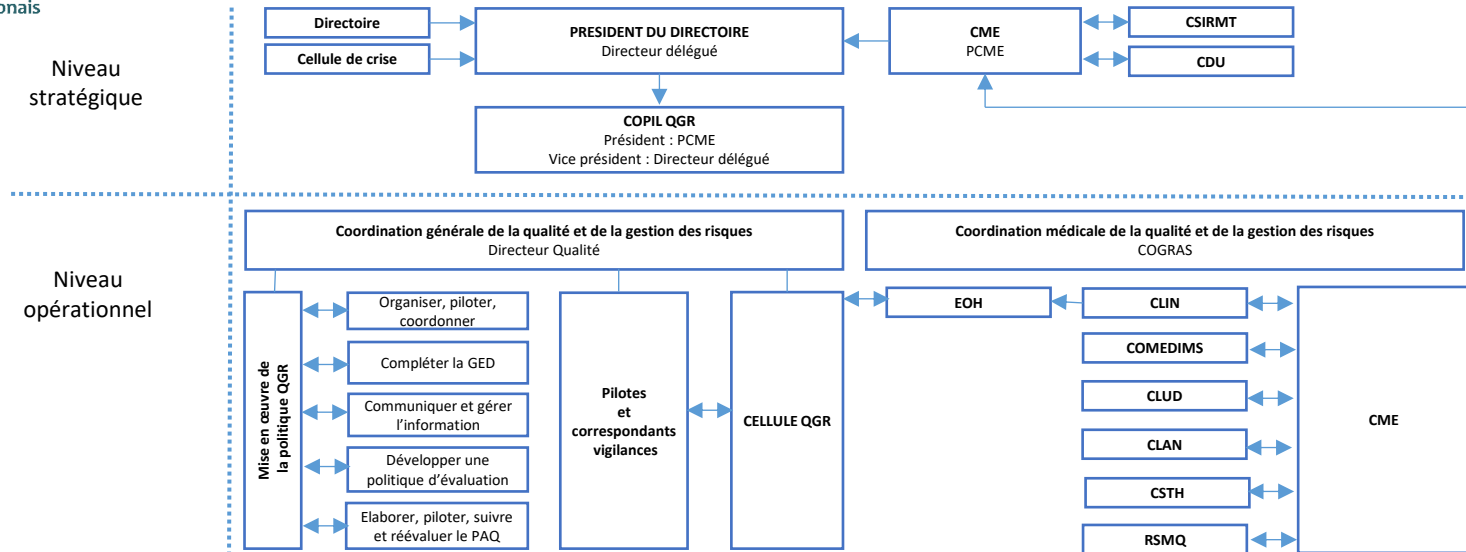 Niveau
stratégique
Directoire
Cellule de crise
PRESIDENT DU DIRECTOIRE
Directeur délégué
CME
PCME
CSIRMT
CDU
COPIL QGR
Président : PCME
Vice président : Directeur délégué
Niveau
opérationnel
Coordination générale de la qualité et de la gestion des risques
Directeur Qualité
Coordination médicale de la qualité et de la gestion des risques
COGRAS
Mise en œuvre de
la politique QGR
Organiser, piloter,
coordonner
Compléter la GED
Communiquer et gérer
l’information
Développer une
politique d’évaluation
Elaborer, piloter, suivre
et réévaluer le PAQ
Pilotes
et
correspondants
vigilances
CELLULE QGR
EOH
CLIN
COMEDIMS
CLUD
CLAN
CSTH
RSMQ
CME